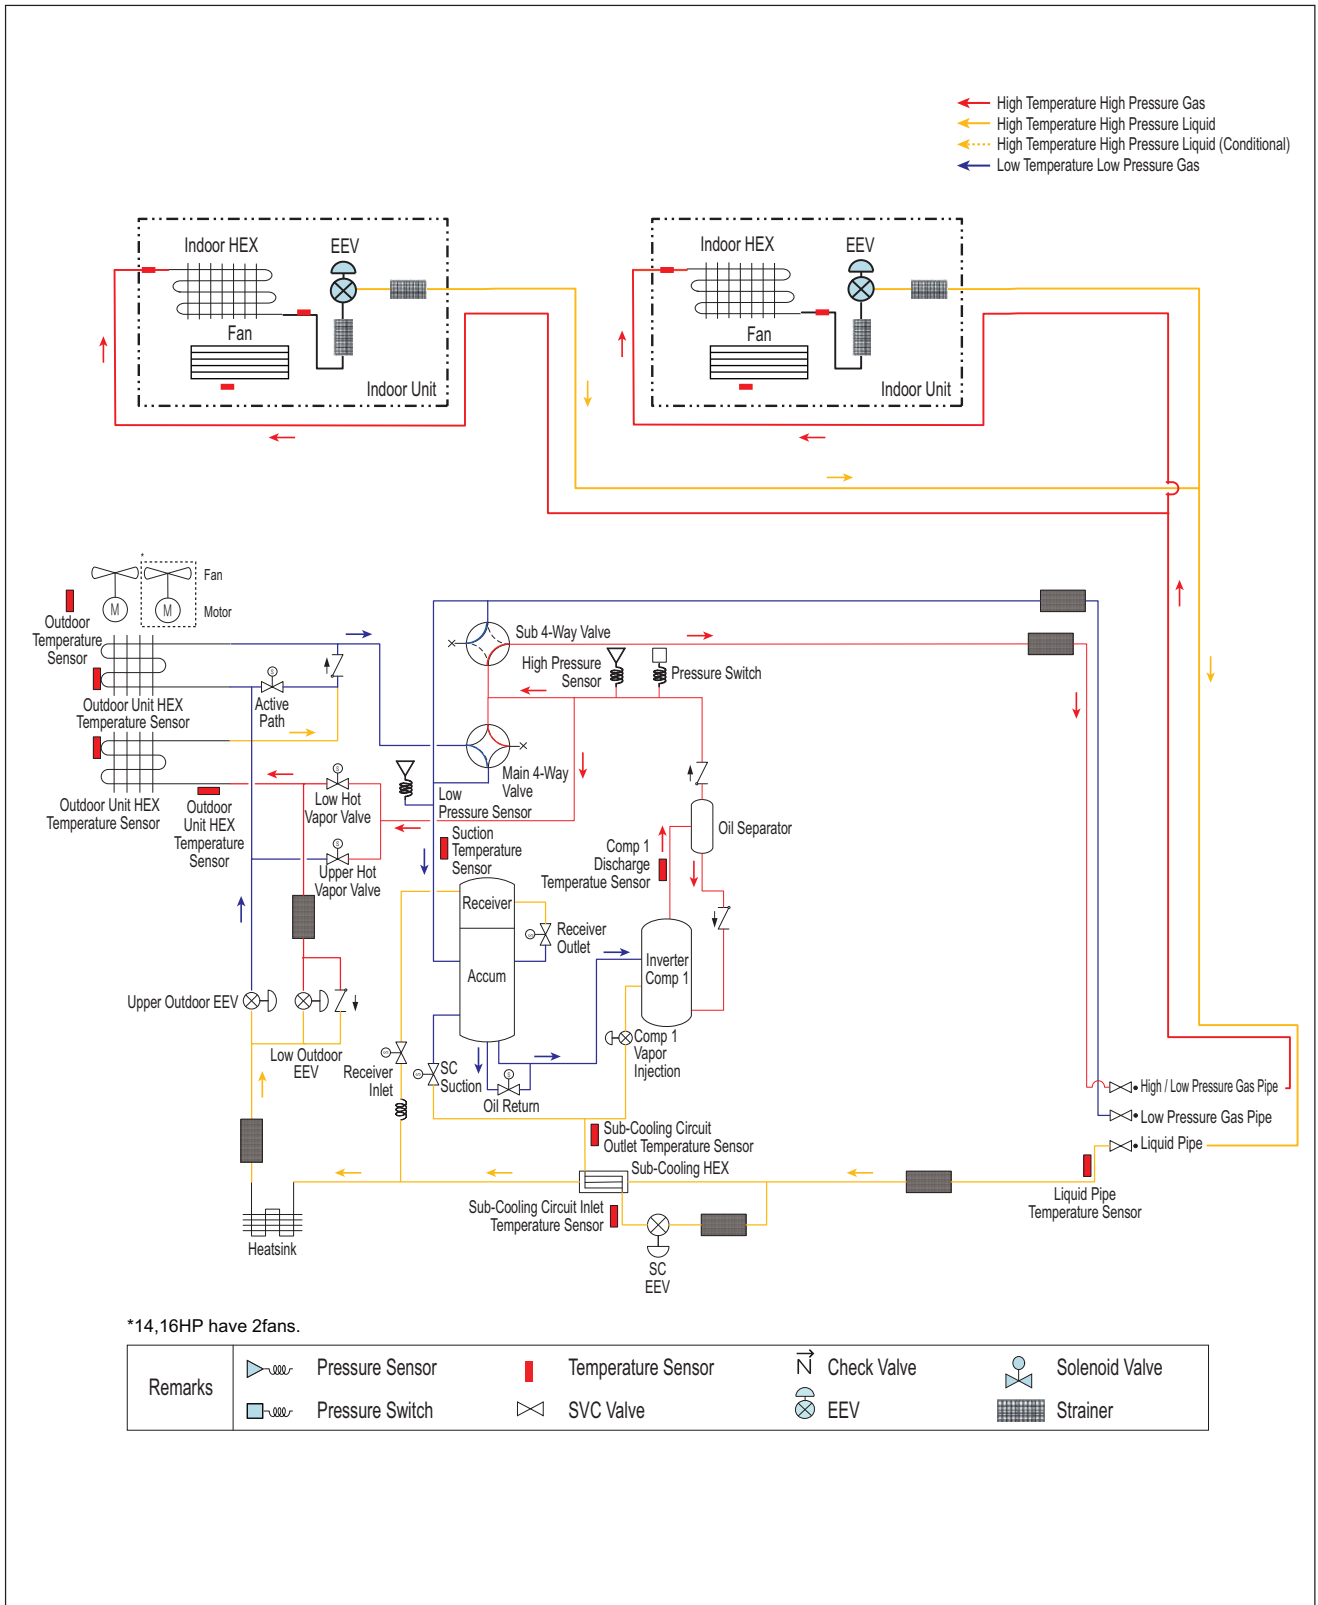 High Temperature High Pressure Gas
High Temperature High Pressure Liquid
High Temperature High Pressure Liquid (Conditional)
Low Temperature Low Pressure Gas
Indoor HEX
EEV
Fan
Indoor Unit
Indoor HEX
EEV
Fan
Indoor Unit
*
Fan
M
M
Motor
Outdoor
Temperature
Sensor
Sub 4-Way Valve
High Pressure
Sensor
Pressure Switch
S
Active
Path
Outdoor Unit HEX
Temperature Sensor
Main 4-Way
Valve
S
Low Hot
Vapor Valve
Low
Pressure Sensor
Outdoor Unit HEX
Temperature Sensor
Outdoor
Unit HEX
Temperature
Sensor
Suction
Temperature
Sensor
Oil Separator
Comp 1
Discharge
Temperatue Sensor
S
Upper Hot
Vapor Valve
Receiver
S
Receiver
Outlet
Accum
Inverter
Comp 1
Upper Outdoor EEV
Low Outdoor
EEV
S
Receiver
Inlet
S
SC
Suction
S
Oil Return
Comp 1
Vapor
Injection
High / Low Pressure Gas Pipe
Low Pressure Gas Pipe
Liquid Pipe
Sub-Cooling Circuit
Outlet Temperature Sensor
Sub-Cooling HEX
Sub-Cooling Circuit Inlet
Temperature Sensor
Liquid Pipe
Temperature Sensor
Heatsink
SC
EEV
*14,16HP have 2fans.
Remarks
Pressure Sensor
Temperature Sensor
Check Valve
Solenoid Valve
Pressure Switch
SVC Valve
EEV
Strainer